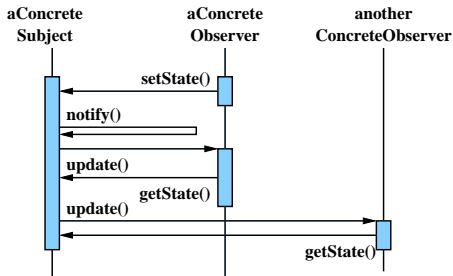 aConcrete
Subject
aConcrete
Observer
another
ConcreteObserver
setState()
notify()
update()
getState()
update()
getState()